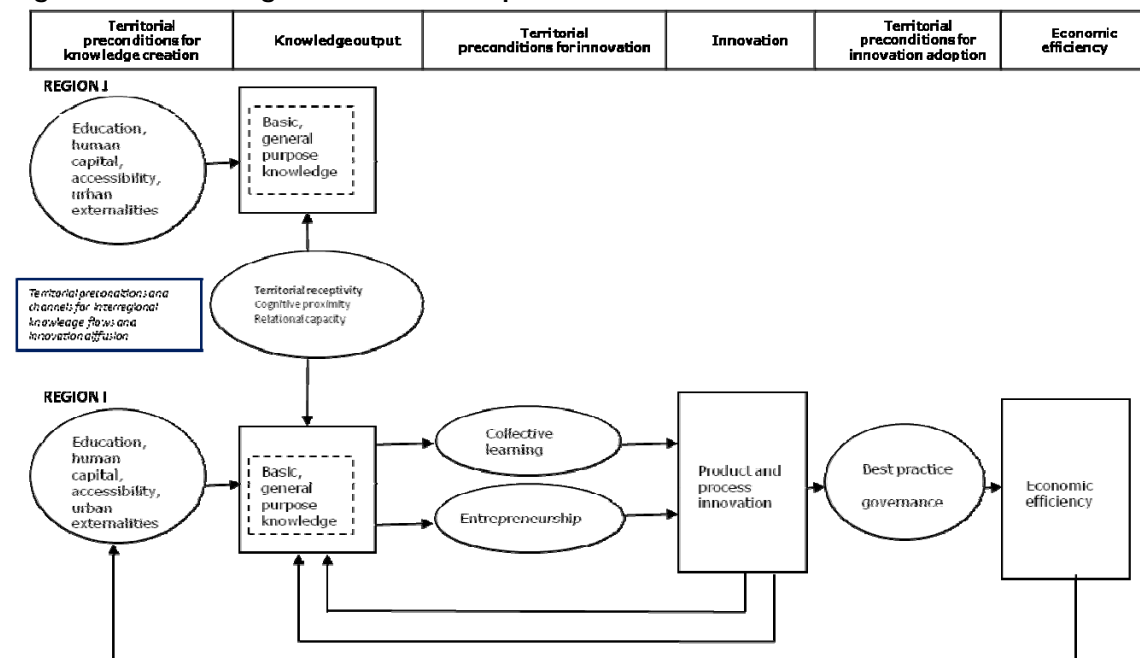 Territorial
preconditions for
knowledge creation
Knowledge output
Territorial
preconditions for innovation
Innovation
Territorial
preconditions for
innovation adoption
Economic
efficiency
REGION J
Education,
human
capital,
accessibility,
urban
externalities
Basic,
general
purpose
knowledge
Territorial receptivity
Cognitive proximity
Relational capacity
Territorial preconditions and
channels for interregional
knowledge flows and
innovation diffusion
REGION I
Education,
human
capital,
accessibility,
urban
externalities
Basic,
general
purpose
knowledge
Collective
learning
Entrepreneurship
Product and
process
innovation
Best practice
governance
Economic
efficiency